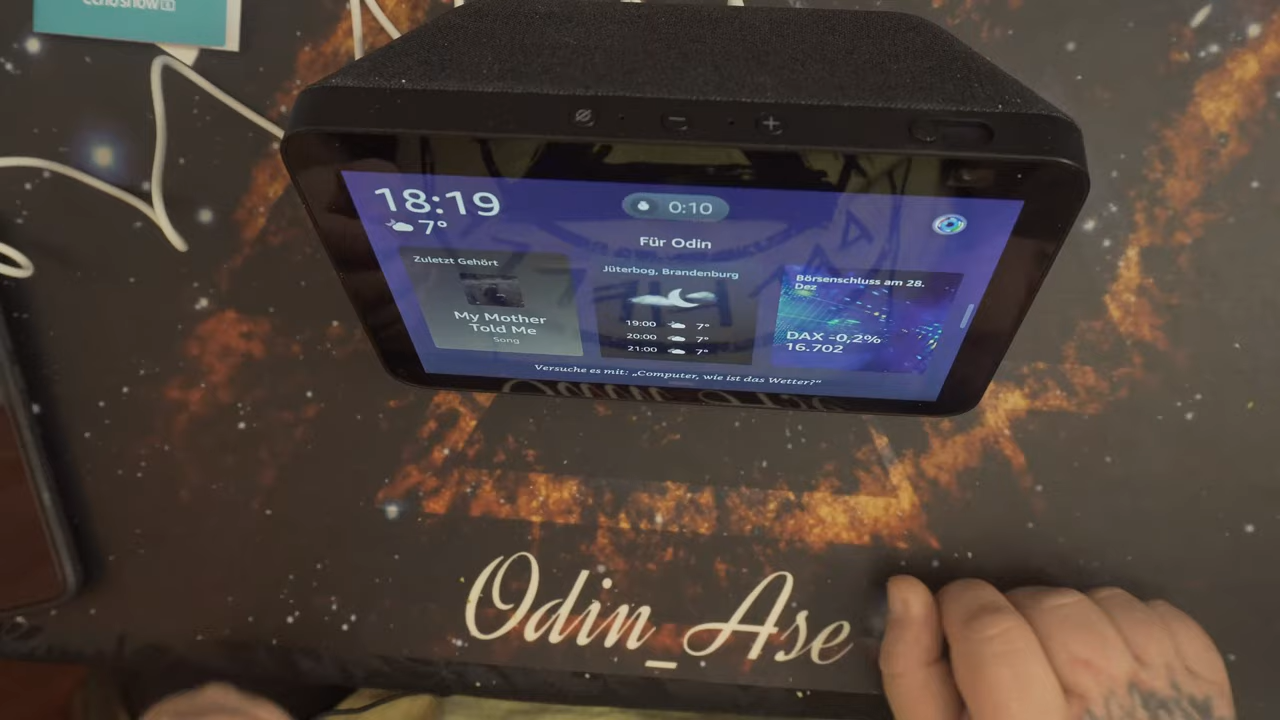 echo show
18:19
0:10
7°
Für Odin
Zuletzt Gehört
My Mother
Told Me
Song
Jüterbog, Brandenburg
19:00 7°
20:00 7°
21:00 7°
Börsenschluss am 28.
Dez
DAX -0,2%
16.702
Versuche es mit: „Computer, wie ist das Wetter?“
Odin_Ase